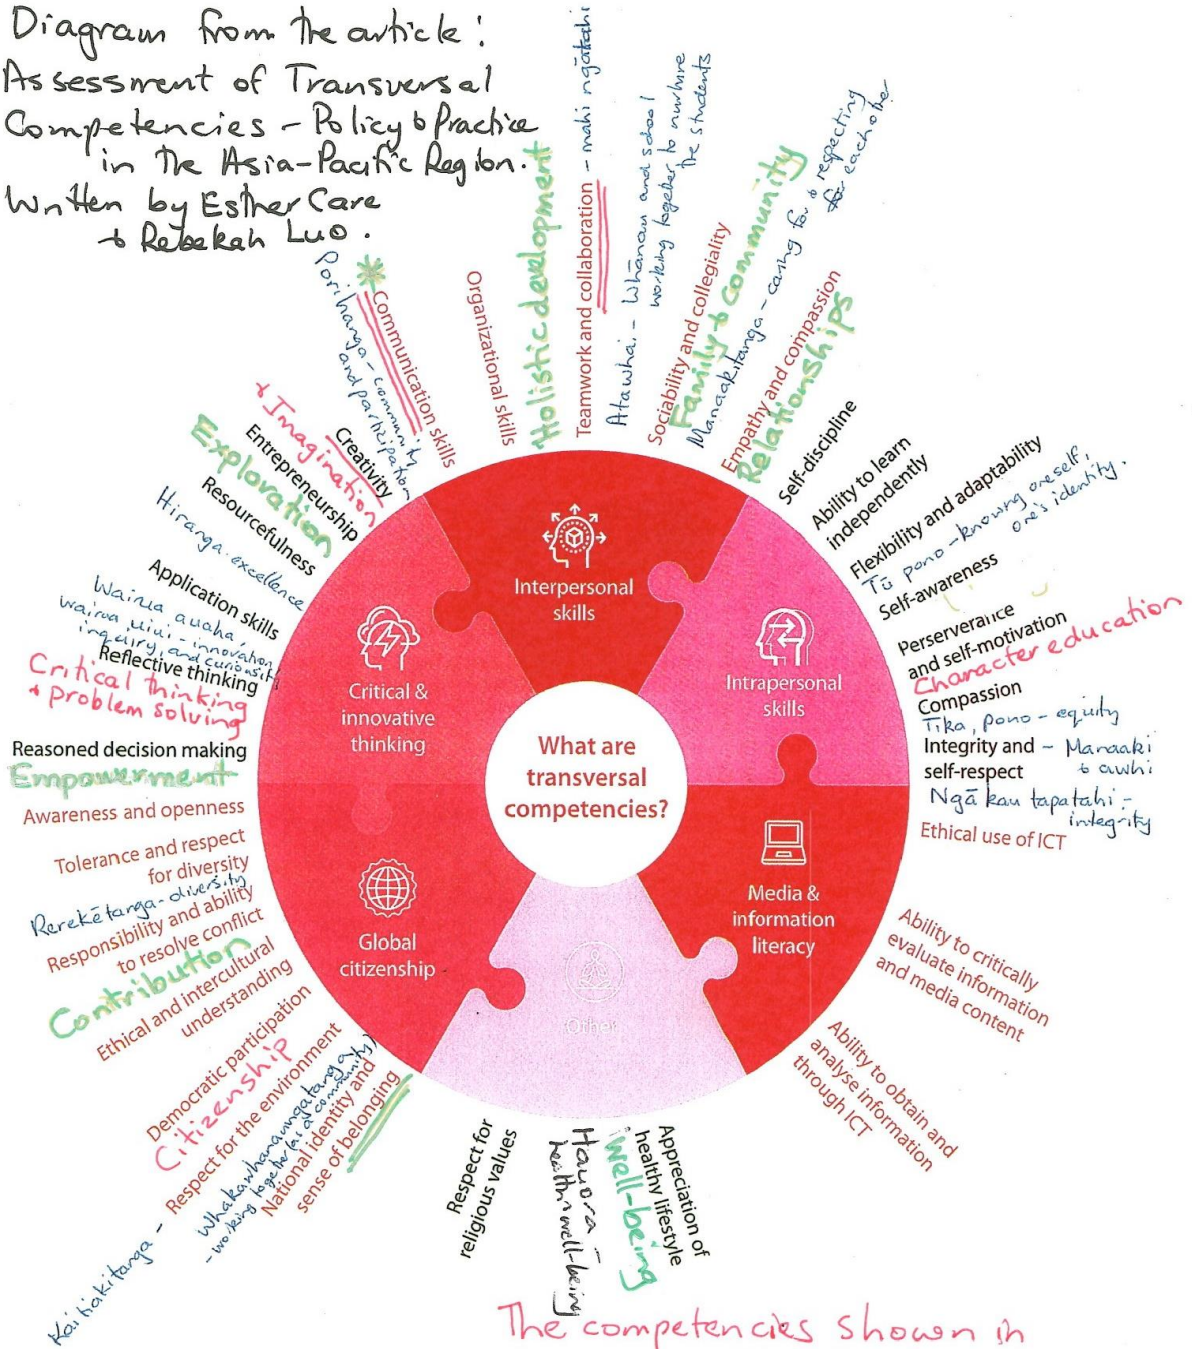 Diagram from the article:
Assessment of Transversal
Competencies – Policy & Practice
in the Asia-Pacific Region.
Written by Esther Care
& Rebekah Luo.
Porihanga – community
and participation
Communication skills
Organizational skills
Holistic development
Teamwork and collaboration – mahi ngātahi
Atawhai – Whānau and school
working together to nurture
the students
Sociability and collegiality
Family & community
Manaakitanga – caring for & respecting
for each other
Empathy and compassion
Relationships
Self-discipline
Ability to learn
independently
Flexibility and adaptability
Tū pono – knowing oneself,
one's identity.
Self-awareness
Perserverance
and self-motivation
Character education
Compassion
Tika, pono – equity
Integrity and – Manaaki
self-respect & awhi
Ngā kau tapatahi –
integrity
Ethical use of ICT
Ability to critically
evaluate information
and media content
Ability to obtain and
analyse information
through ICT
Appreciation of
healthy lifestyle
well-being
Hauora –
health & well-being
Respect for
religious values
National identity and
sense of belonging
Whakawhanaungatanga
– working together (as a community)
Kaitiakitanga – Respect for the environment
Citizenship
Democratic participation
Ethical and intercultural
understanding
Contribution
Responsibility and ability
to resolve conflict
Rereketanga – diversity
Tolerance and respect
for diversity
Awareness and openness
Empowerment
Reasoned decision making
Critical thinking
& problem solving
Reflective thinking
Wairua auaha,
wairua uiui – innovation,
inquiry, and curiosity
Application skills
Hiranga – excellence
Resourcefulness
Exploration
Entrepreneurship
& Imagination
Creativity
Interpersonal
skills
Intrapersonal
skills
Media &
information
literacy
Other
Global
citizenship
Critical &
innovative
thinking
What are
transversal
competencies?
The competencies shown in